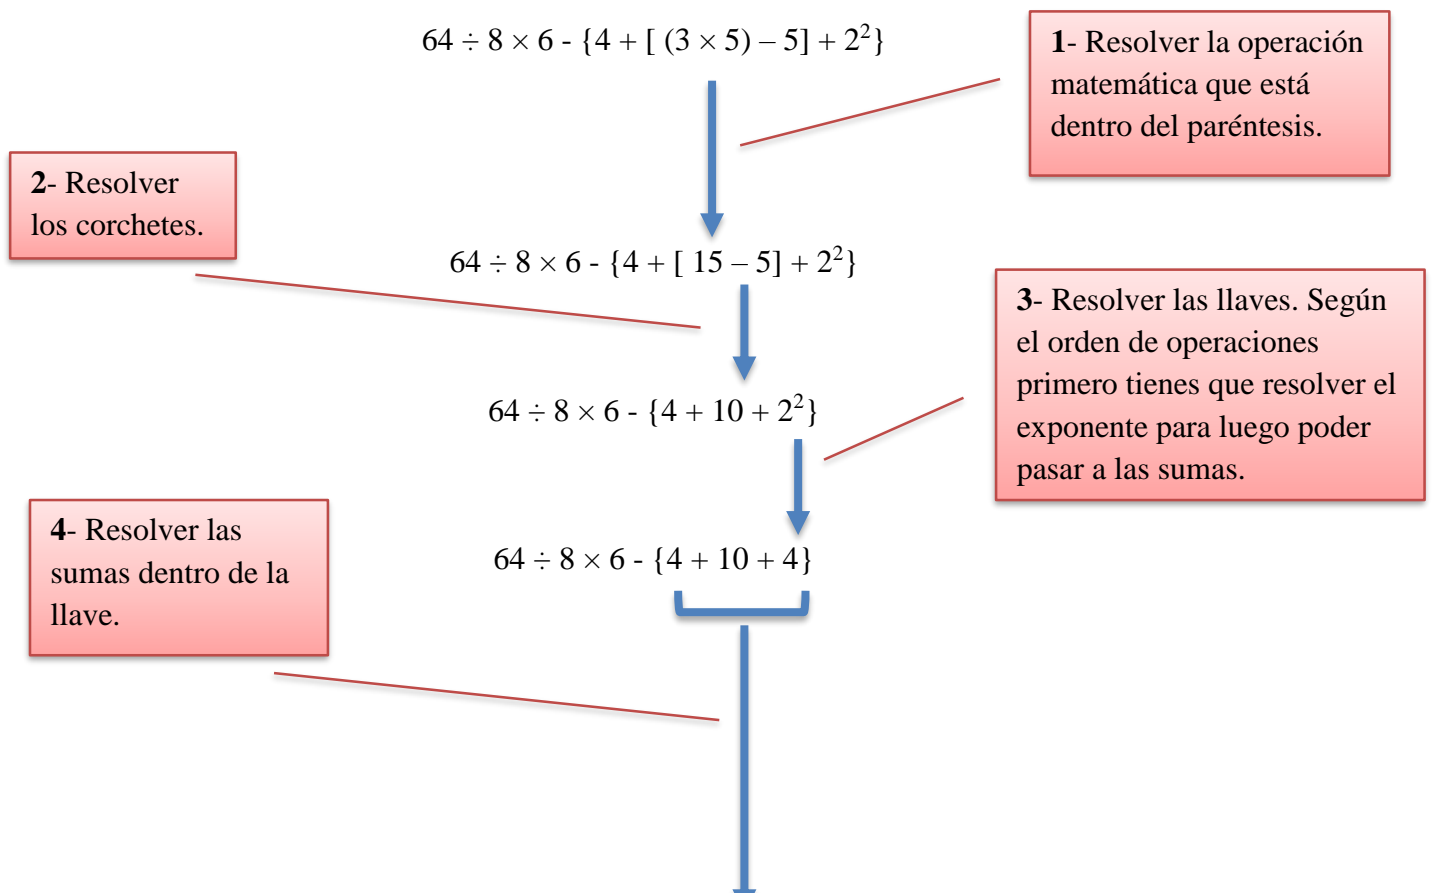 64 ÷ 8 × 6 - {4 + [ (3 × 5) – 5] + 2²}
1- Resolver la operación
matemática que está
dentro del paréntesis.
2- Resolver
los corchetes.
64 ÷ 8 × 6 - {4 + [ 15 – 5] + 2²}
3- Resolver las llaves. Según
el orden de operaciones
primero tienes que resolver el
exponente para luego poder
pasar a las sumas.
64 ÷ 8 × 6 - {4 + 10 + 2²}
4- Resolver las
sumas dentro de la
llave.
64 ÷ 8 × 6 - {4 + 10 + 4}